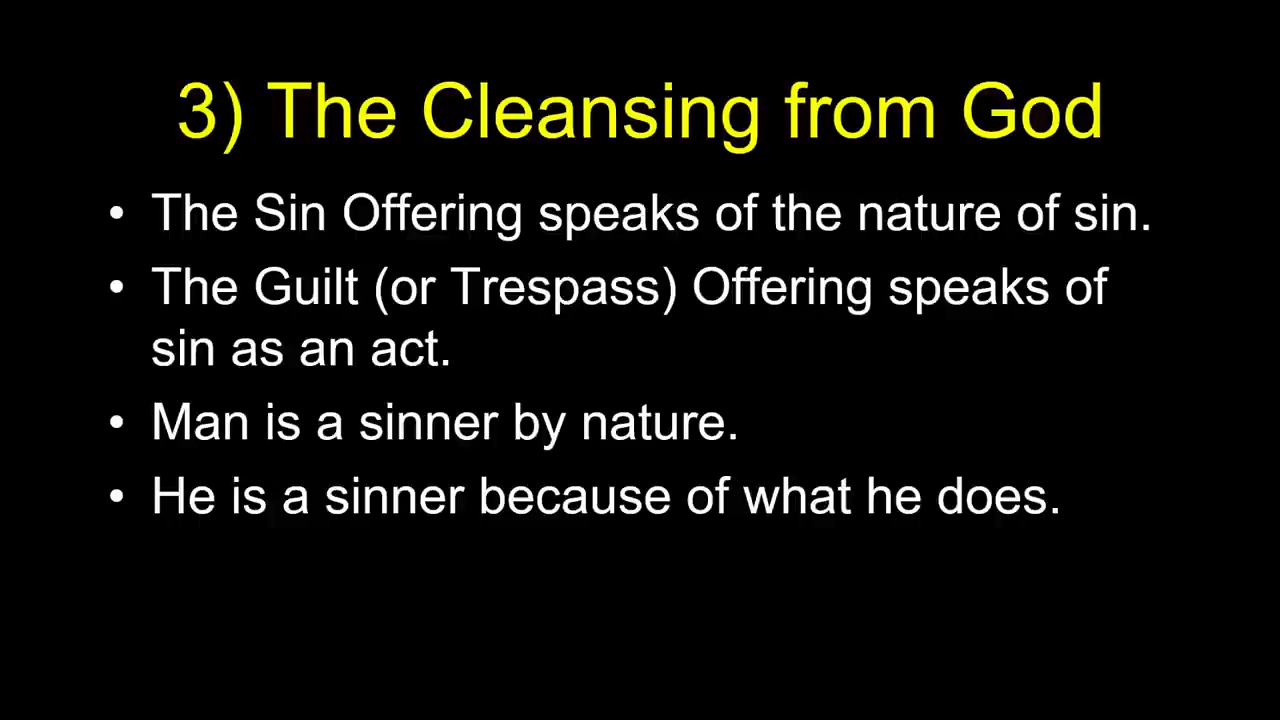 3) The Cleansing from God
• The Sin Offering speaks of the nature of sin.
• The Guilt (or Trespass) Offering speaks of
sin as an act.
• Man is a sinner by nature.
• He is a sinner because of what he does.